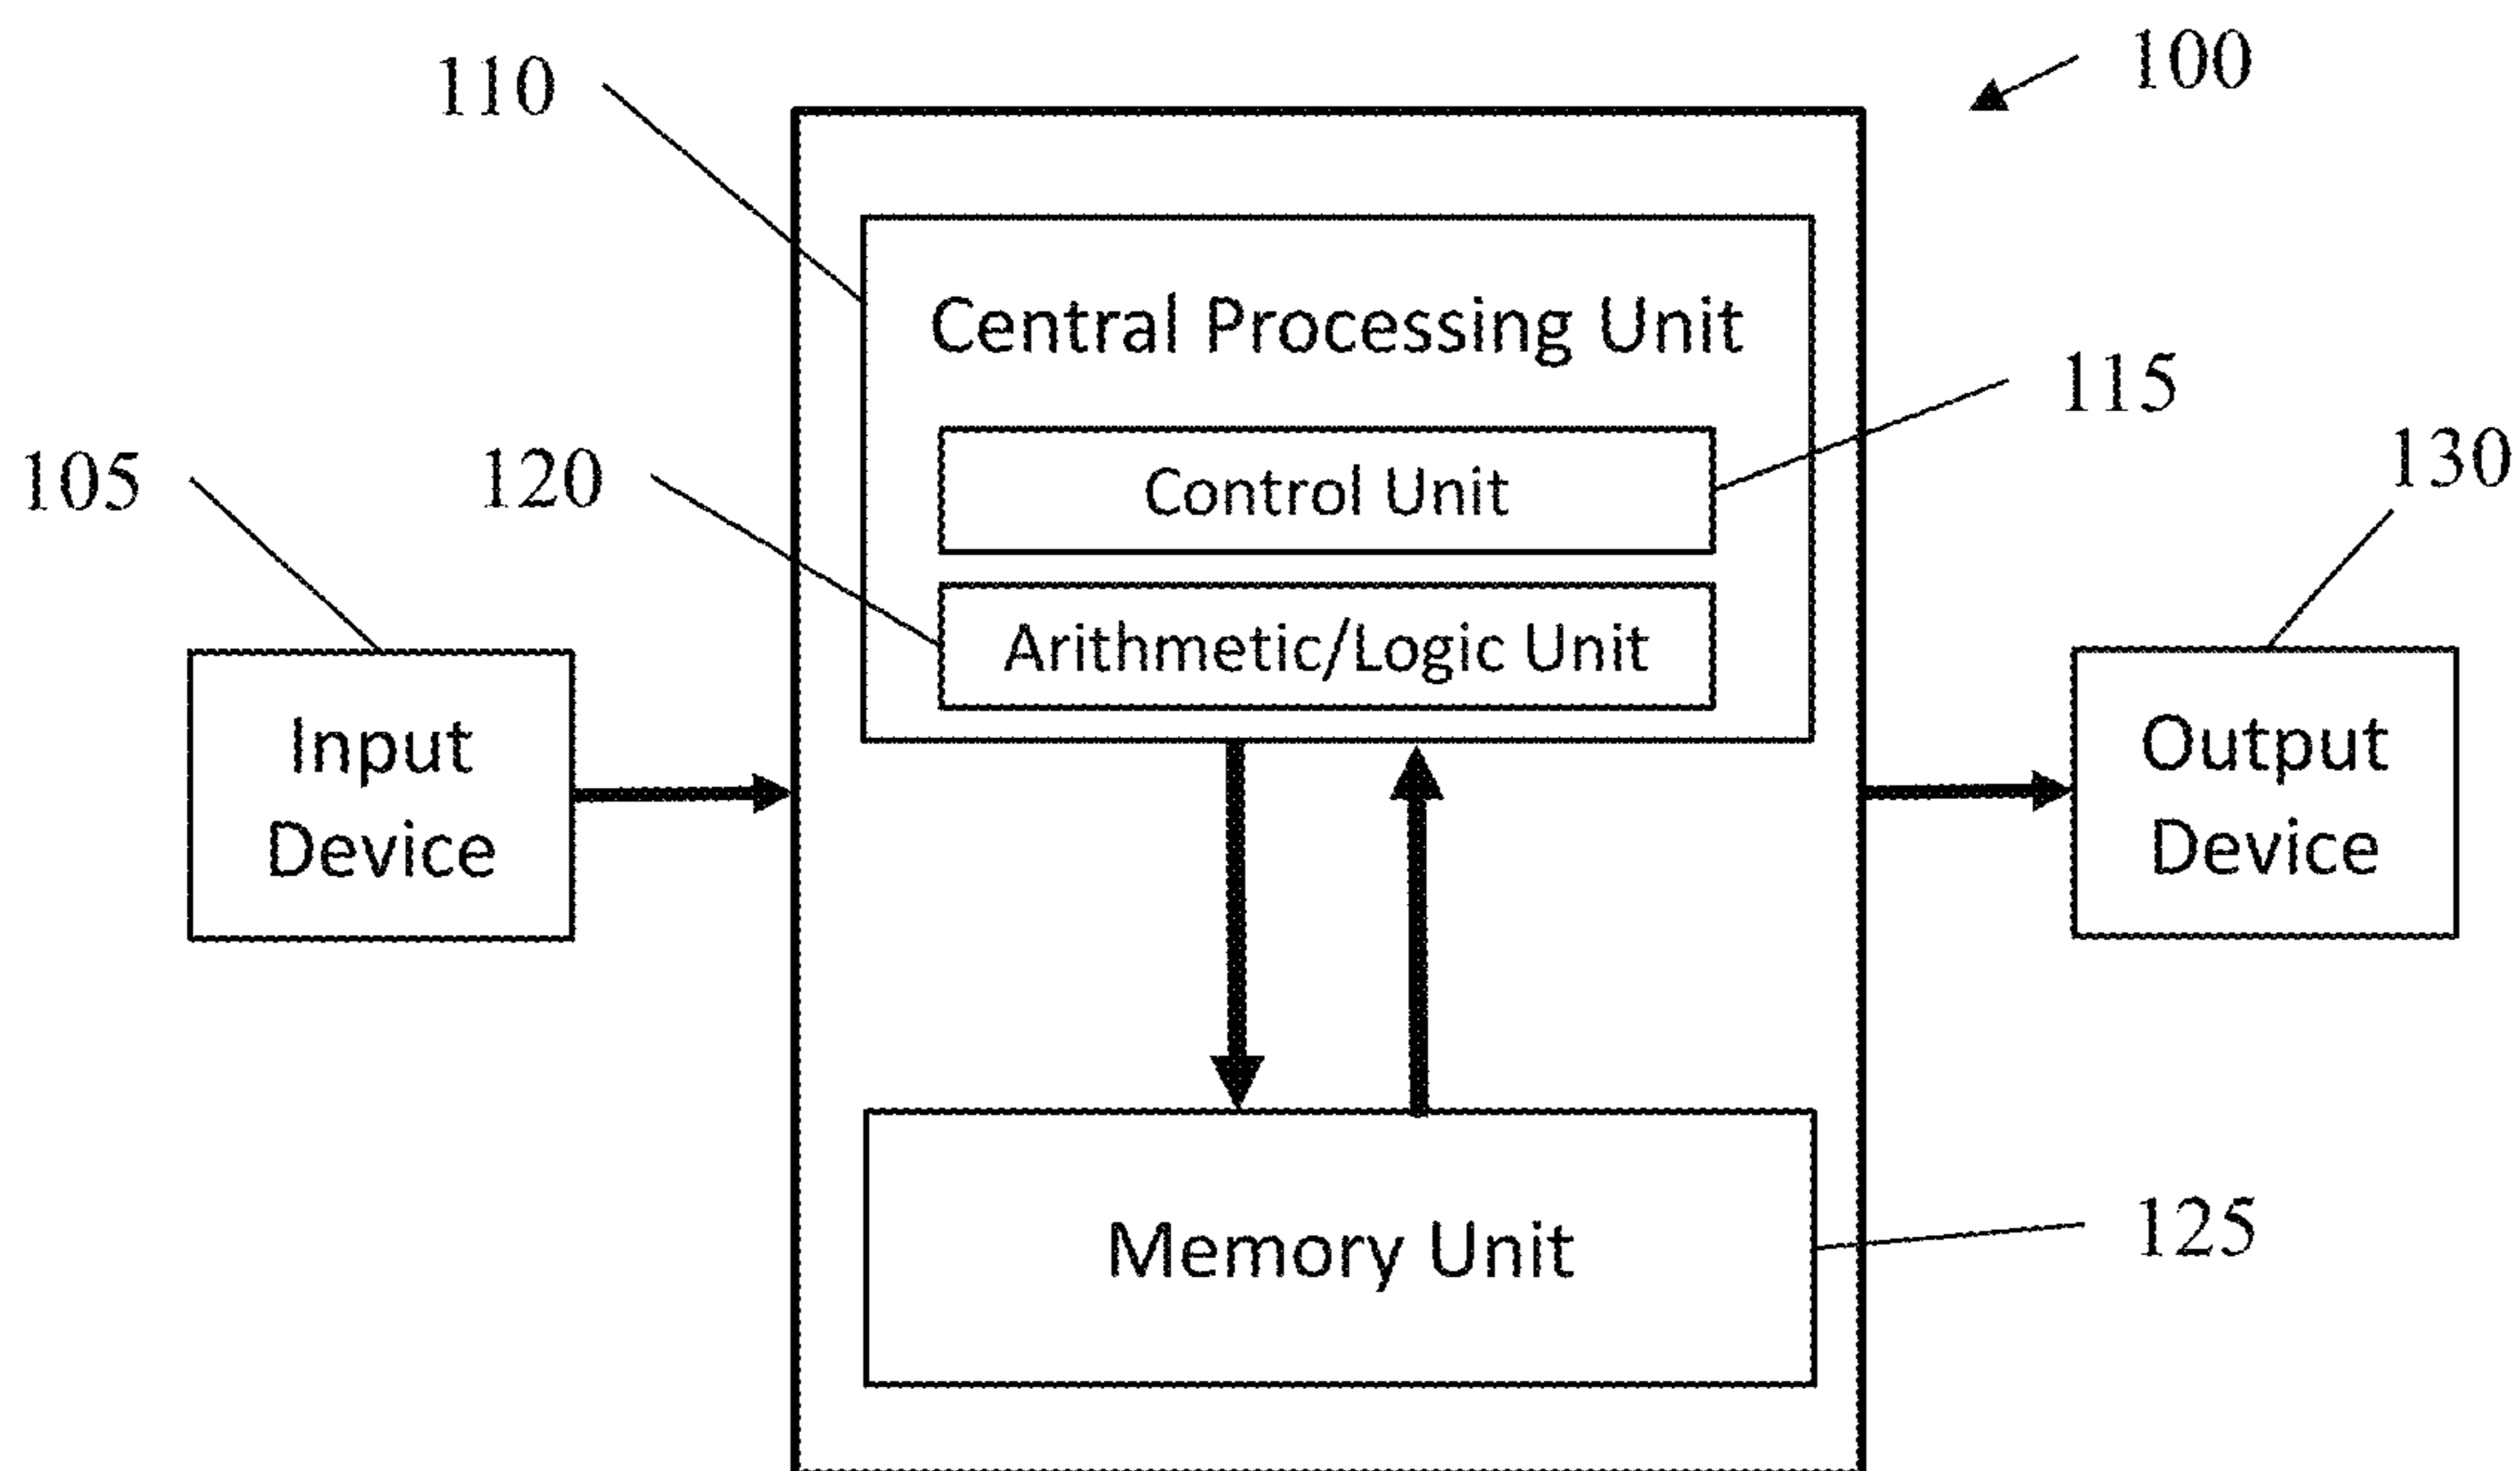 100
110
Central Processing Unit
115
Control Unit
130
105
120
Arithmetic/Logic Unit
Input
Device
Output
Device
Memory Unit
125